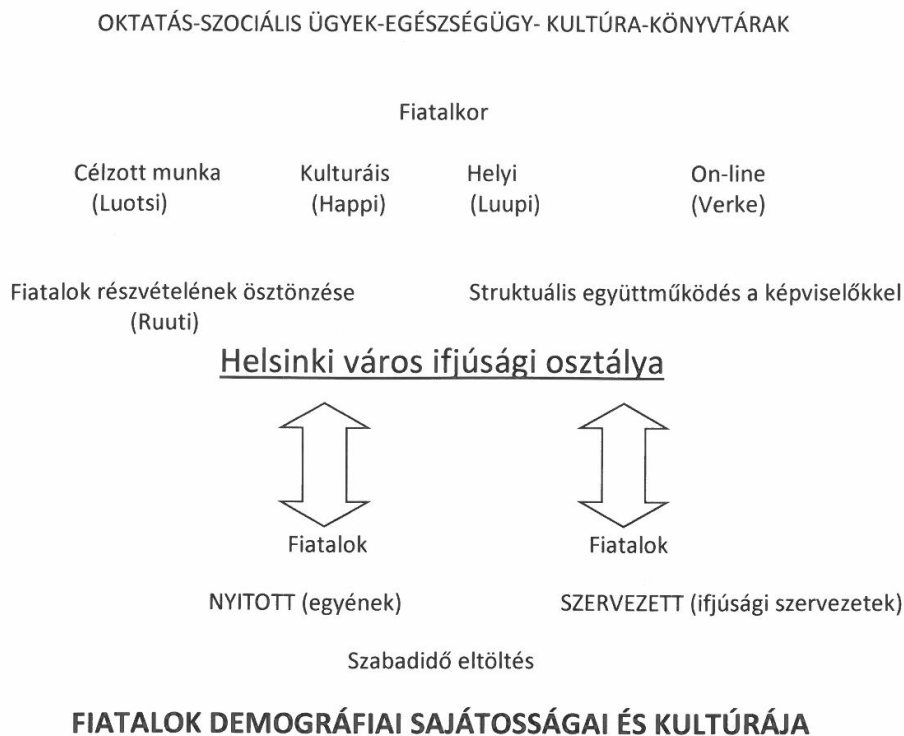 OKTATÁS-SZOCIÁLIS ÜGYEK-EGÉSZSÉGÜGY- KULTÚRA-KÖNYVTÁRAK
Fiatalkor
Célzott munka Kulturáis Helyi On-line
(Luotsi) (Happi) (Luupi) (Verke)
Fiatalok részvételének ösztönzése Struktuális együttműködés a képviselőkkel
(Ruuti)
Helsinki város ifjúsági osztálya
Fiatalok Fiatalok
NYITOTT (egyének) SZERVEZETT (ifjúsági szervezetek)
Szabadidő eltöltés
FIATALOK DEMOGRÁFIAI SAJÁTOSSÁGAI ÉS KULTÚRÁJA